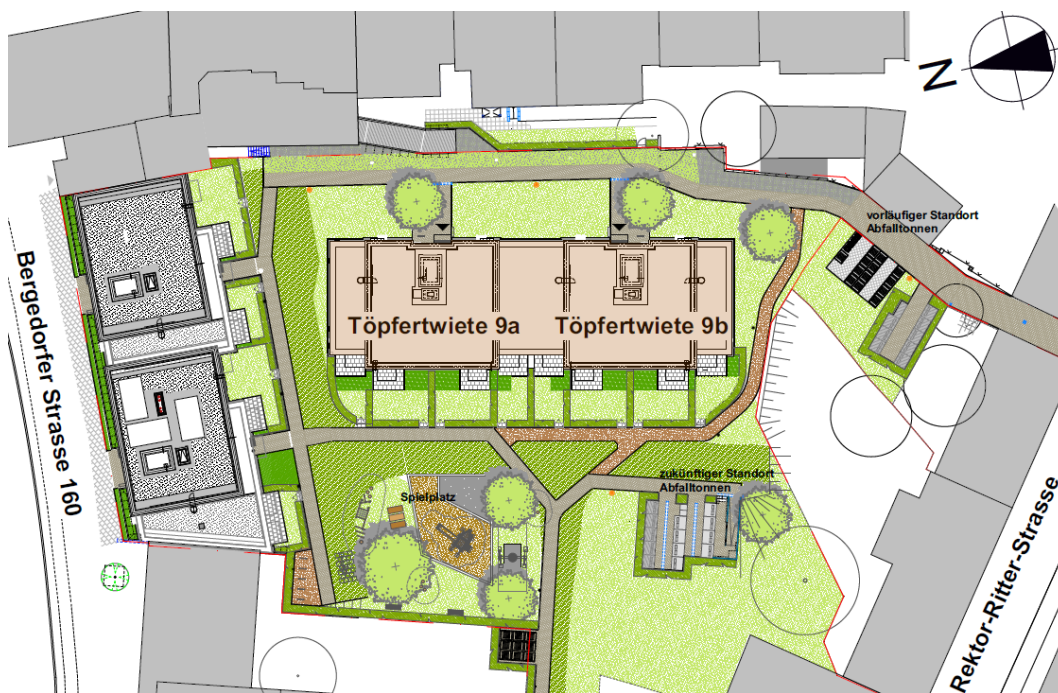 N
vorläufiger Standort
Abfalltonnen
Bergedorfer Strasse 160
Töpfertwiete 9a
Töpfertwiete 9b
zukünftiger Standort
Abfalltonnen
Spielplatz
Rektor-Ritter-Strasse